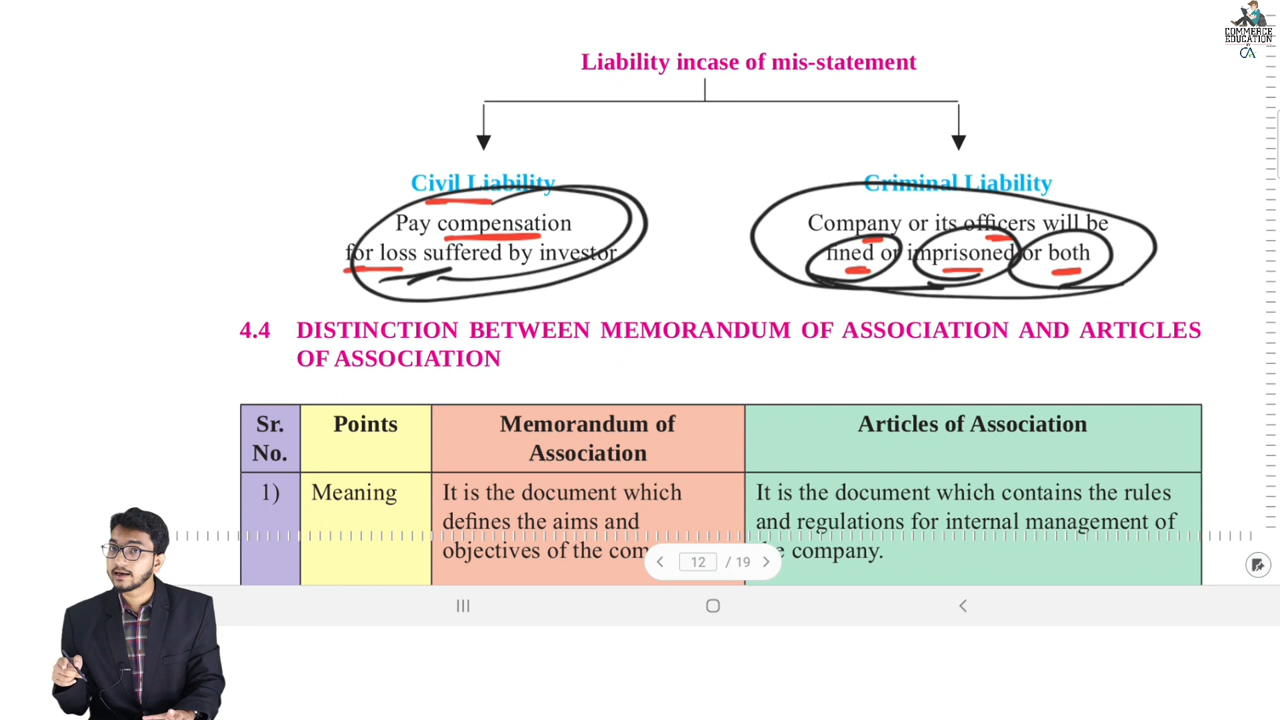 COMMERCE
EDUCATION
BY
CA
Liability incase of mis-statement
Civil Liability
Pay compensation
for loss suffered by investor
Criminal Liability
Company or its officers will be
fined or imprisoned or both
4.4 DISTINCTION BETWEEN MEMORANDUM OF ASSOCIATION AND ARTICLES
OF ASSOCIATION
Sr.
No.
Points
Memorandum of
Association
Articles of Association
1)
Meaning
It is the document which
defines the aims and
objectives of the com
It is the document which contains the rules
and regulations for internal management of
e company.
12 / 19